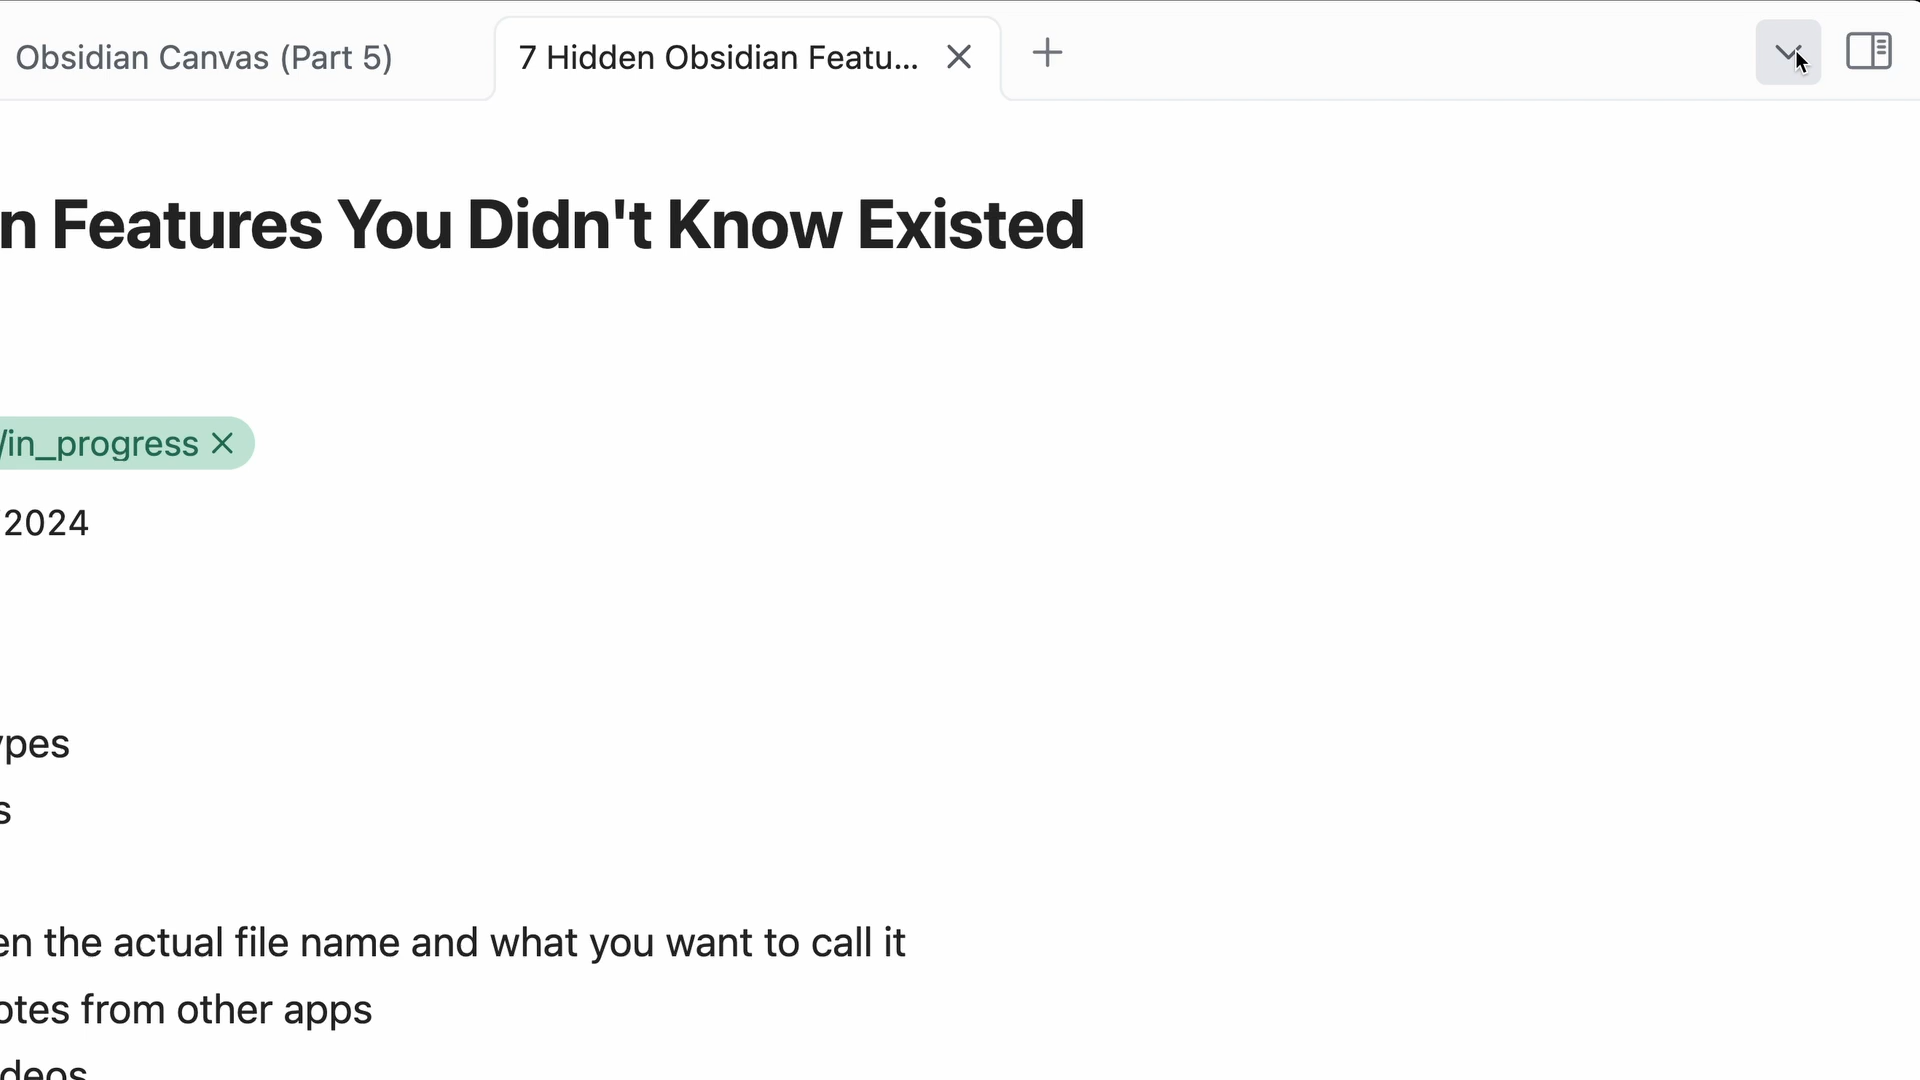 Obsidian Canvas (Part 5)
7 Hidden Obsidian Featu...
n Features You Didn't Know Existed
/in_progress
2024
ypes
s
en the actual file name and what you want to call it
otes from other apps
deos